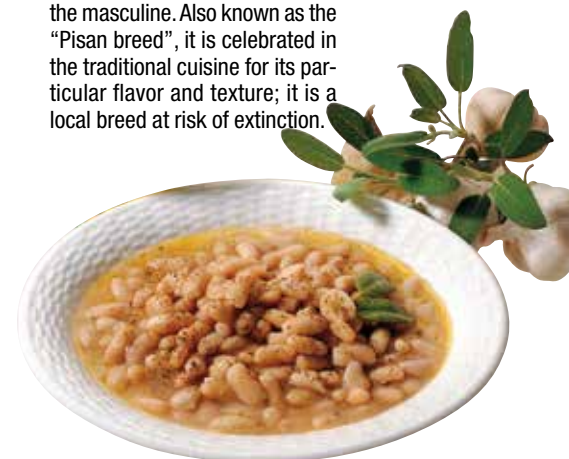 the masculine. Also known as the
“Pisan breed”, it is celebrated in
the traditional cuisine for its par-
ticular flavor and texture; it is a
local breed at risk of extinction.